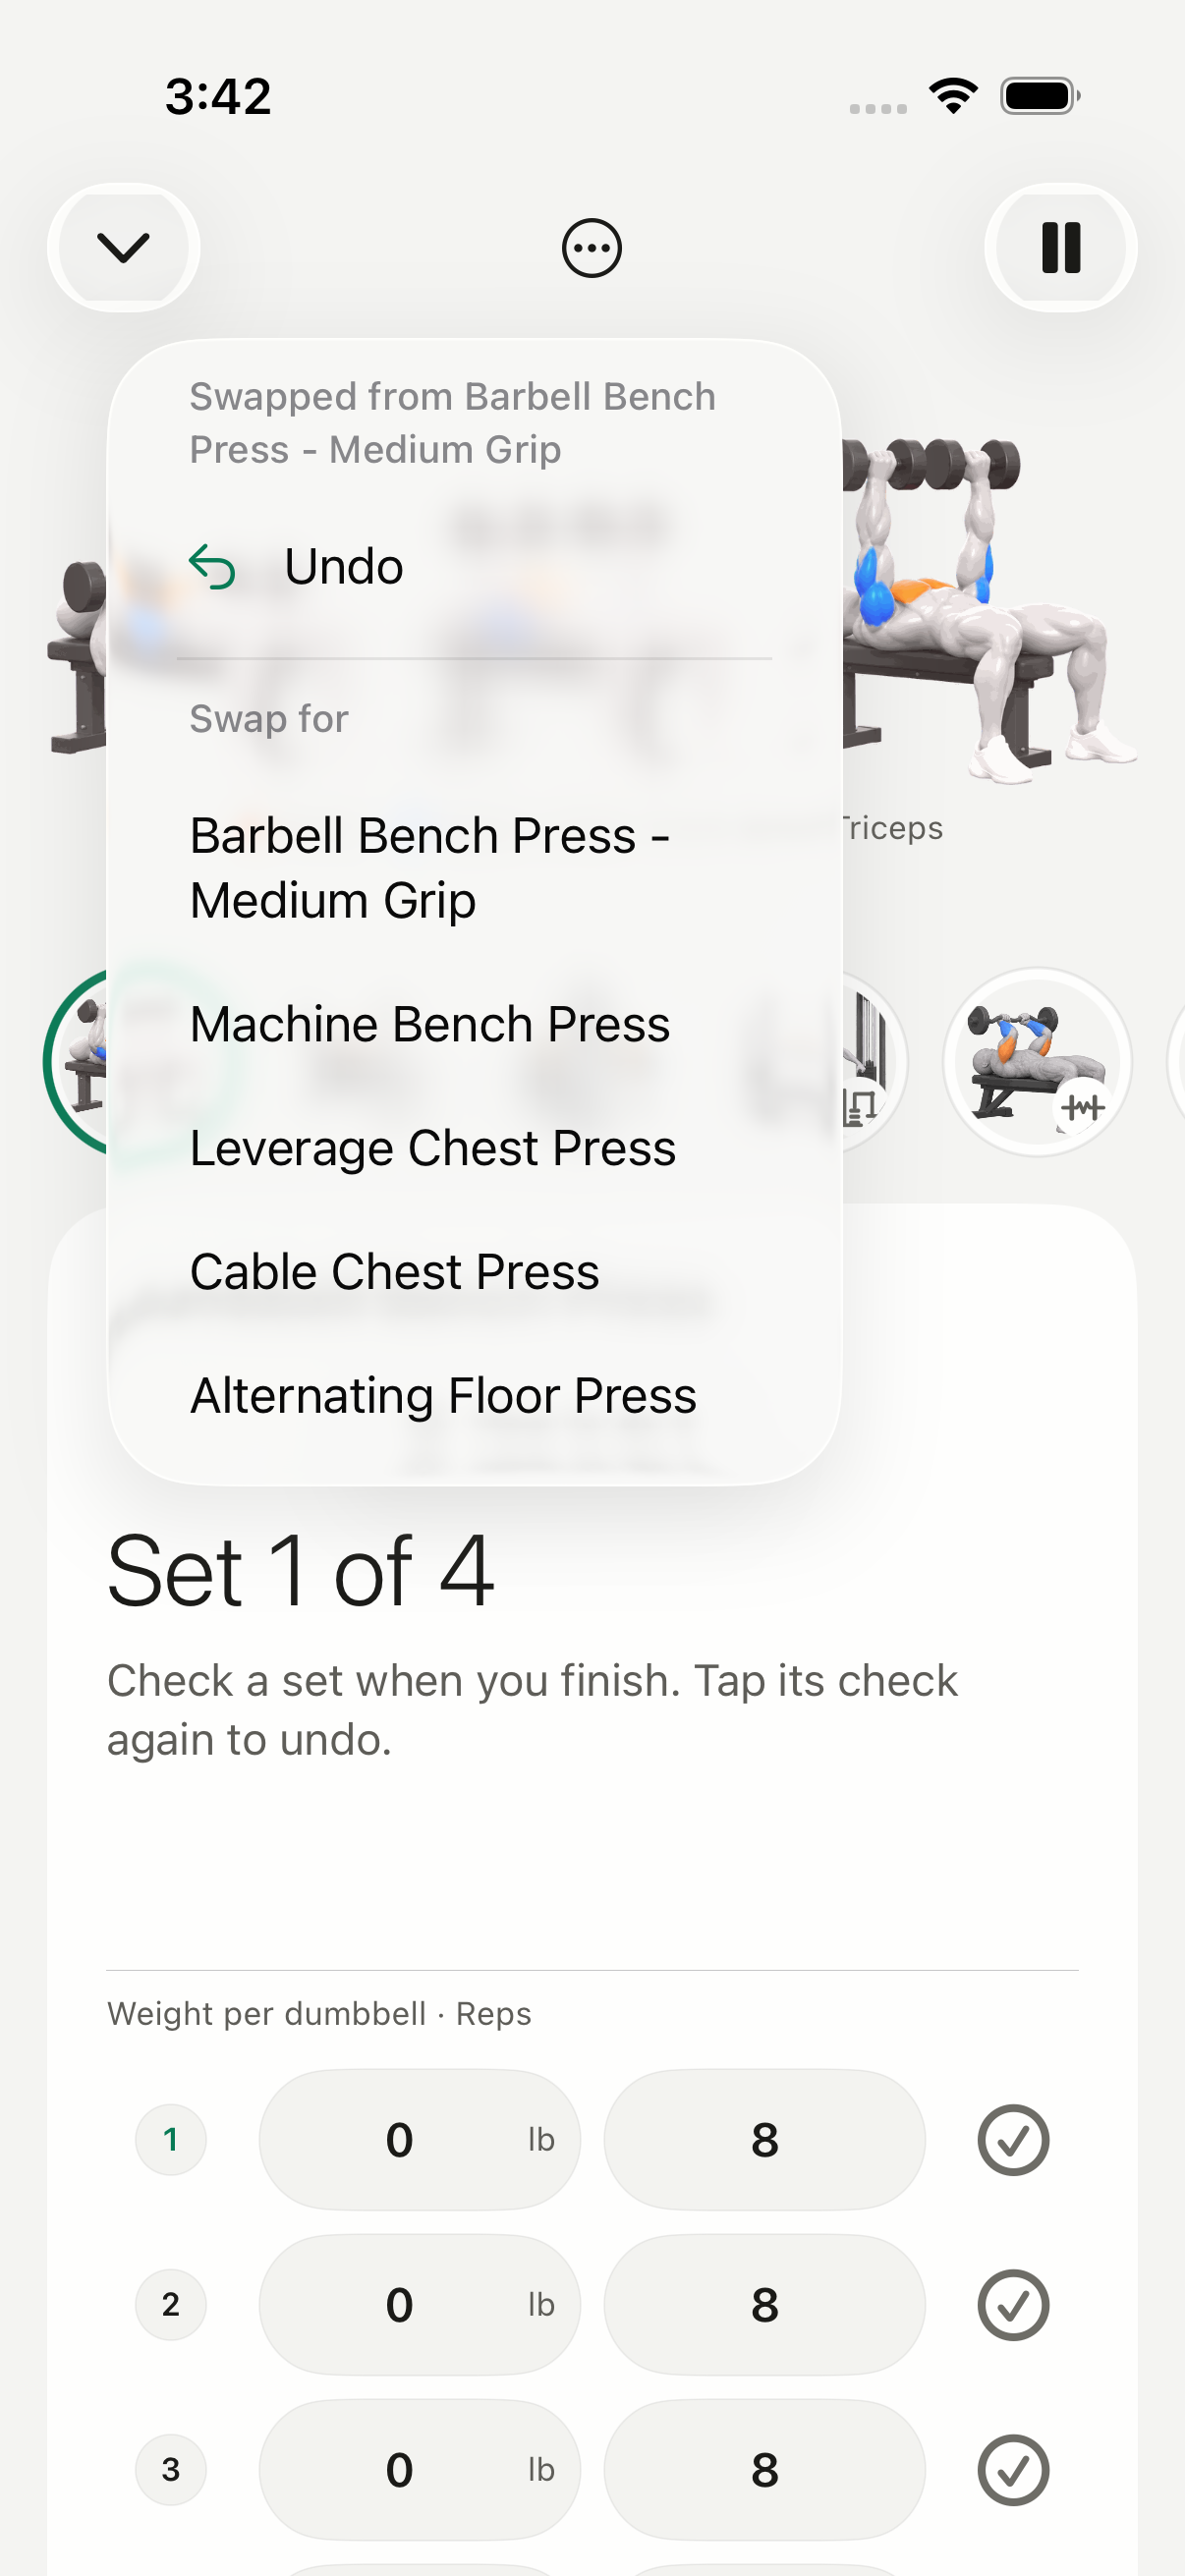 3:42
Swapped from Barbell Bench
Press - Medium Grip
Undo
Swap for
Barbell Bench Press -
Medium Grip
Machine Bench Press
Leverage Chest Press
Cable Chest Press
Alternating Floor Press
Set 1 of 4
Check a set when you finish. Tap its check
again to undo.
Weight per dumbbell · Reps
1 0 lb 8
2 0 lb 8
3 0 lb 8